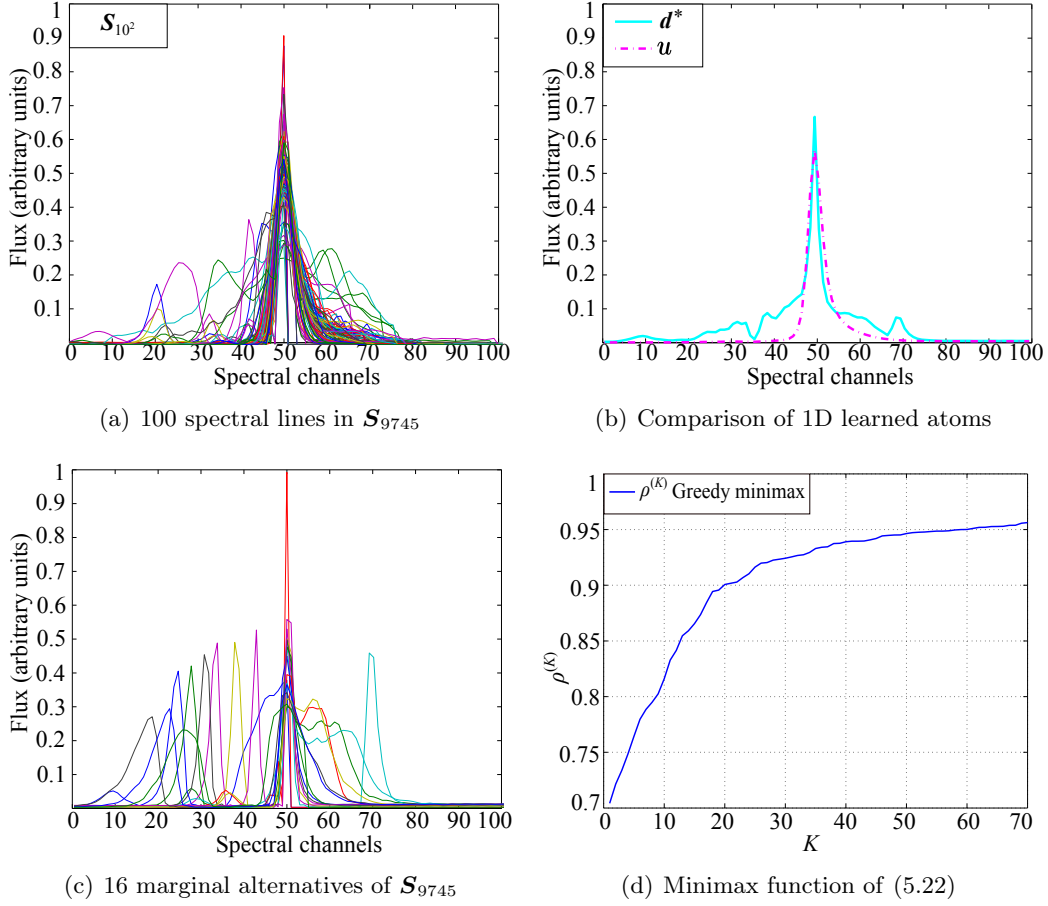 1
0.9
0.8
0.7
0.6
0.5
0.4
0.3
0.2
0.1
Flux (arbitrary units)
S_{10^2}
0 10 20 30 40 50 60 70 80 90 100
Spectral channels
(a) 100 spectral lines in S_{9745}
1
0.9
0.8
0.7
0.6
0.5
0.4
0.3
0.2
0.1
Flux (arbitrary units)
d*
u
0 10 20 30 40 50 60 70 80 90 100
Spectral channels
(b) Comparison of 1D learned atoms
1
0.9
0.8
0.7
0.6
0.5
0.4
0.3
0.2
0.1
Flux (arbitrary units)
0 10 20 30 40 50 60 70 80 90 100
Spectral channels
(c) 16 marginal alternatives of S_{9745}
1
0.95
0.9
0.85
0.8
0.75
0.7
ρ^{(K)}
ρ^{(K)} Greedy minimax
10 20 30 40 50 60 70
K
(d) Minimax function of (5.22)